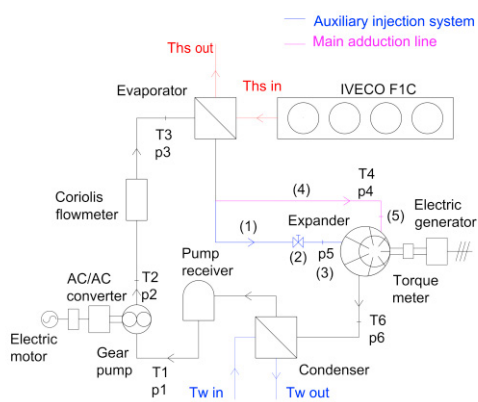 Auxiliary injection system
Main adduction line
Ths out
Evaporator
Ths in
IVECO F1C
T3
p3
T4
p4
(4)
(5)
Electric
generator
Coriolis
flowmeter
(1)
Expander
(2)
p5
(3)
Pump
receiver
Torque
meter
AC/AC
converter
T2
p2
T6
p6
Electric
motor
Gear
pump
T1
p1
Condenser
Tw in
Tw out